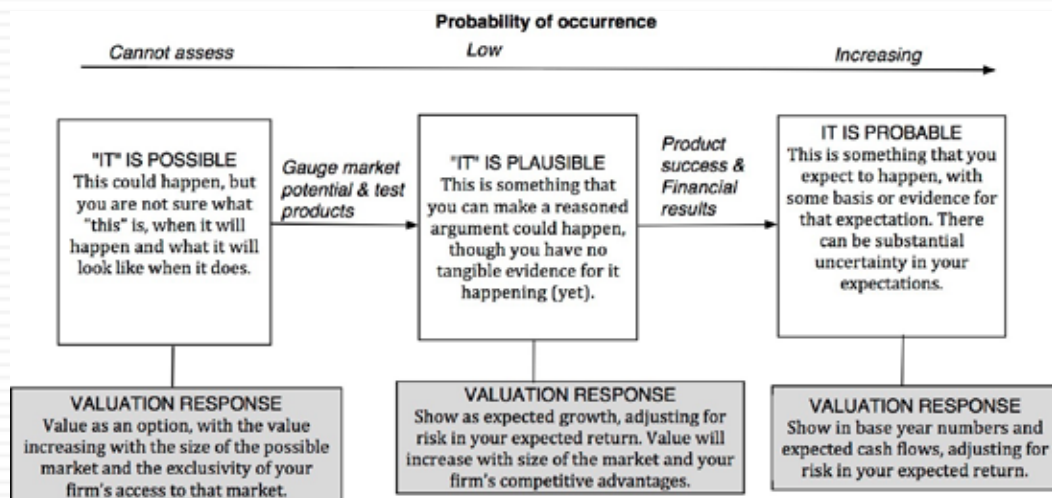 Probability of occurrence
Cannot assess
Low
Increasing
"IT" IS POSSIBLE
This could happen, but
you are not sure what
"this" is, when it will
happen and what it will
look like when it does.
Gauge market
potential & test
products
"IT" IS PLAUSIBLE
This is something that
you can make a reasoned
argument could happen,
though you have no
tangible evidence for it
happening (yet).
Product
success &
Financial
results
IT IS PROBABLE
This is something that you
expect to happen, with
some basis or evidence for
that expectation. There
can be substantial
uncertainty in your
expectations.
VALUATION RESPONSE
Value as an option, with the value
increasing with the size of the possible
market and the exclusivity of your
firm's access to that market.
VALUATION RESPONSE
Show as expected growth, adjusting for
risk in your expected return. Value will
increase with size of the market and your
firm's competitive advantages.
VALUATION RESPONSE
Show in base year numbers and
expected cash flows, adjusting for
risk in your expected return.